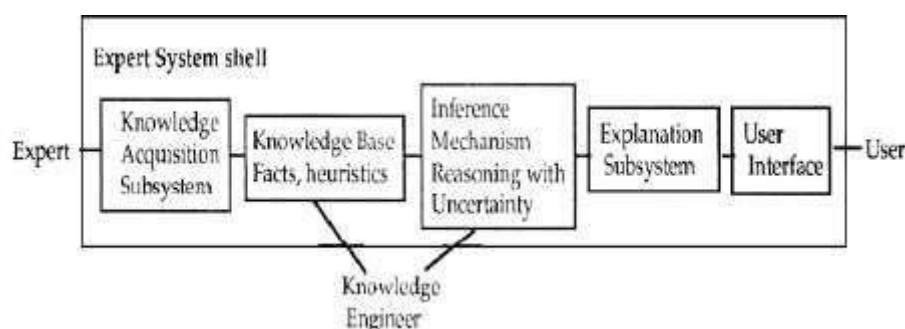 Expert System shell
Expert
Knowledge
Acquisition
Subsystem
Knowledge Base
Facts, heuristics
Inference
Mechanism
Reasoning with
Uncertainty
Explanation
Subsystem
User
Interface
User
Knowledge
Engineer